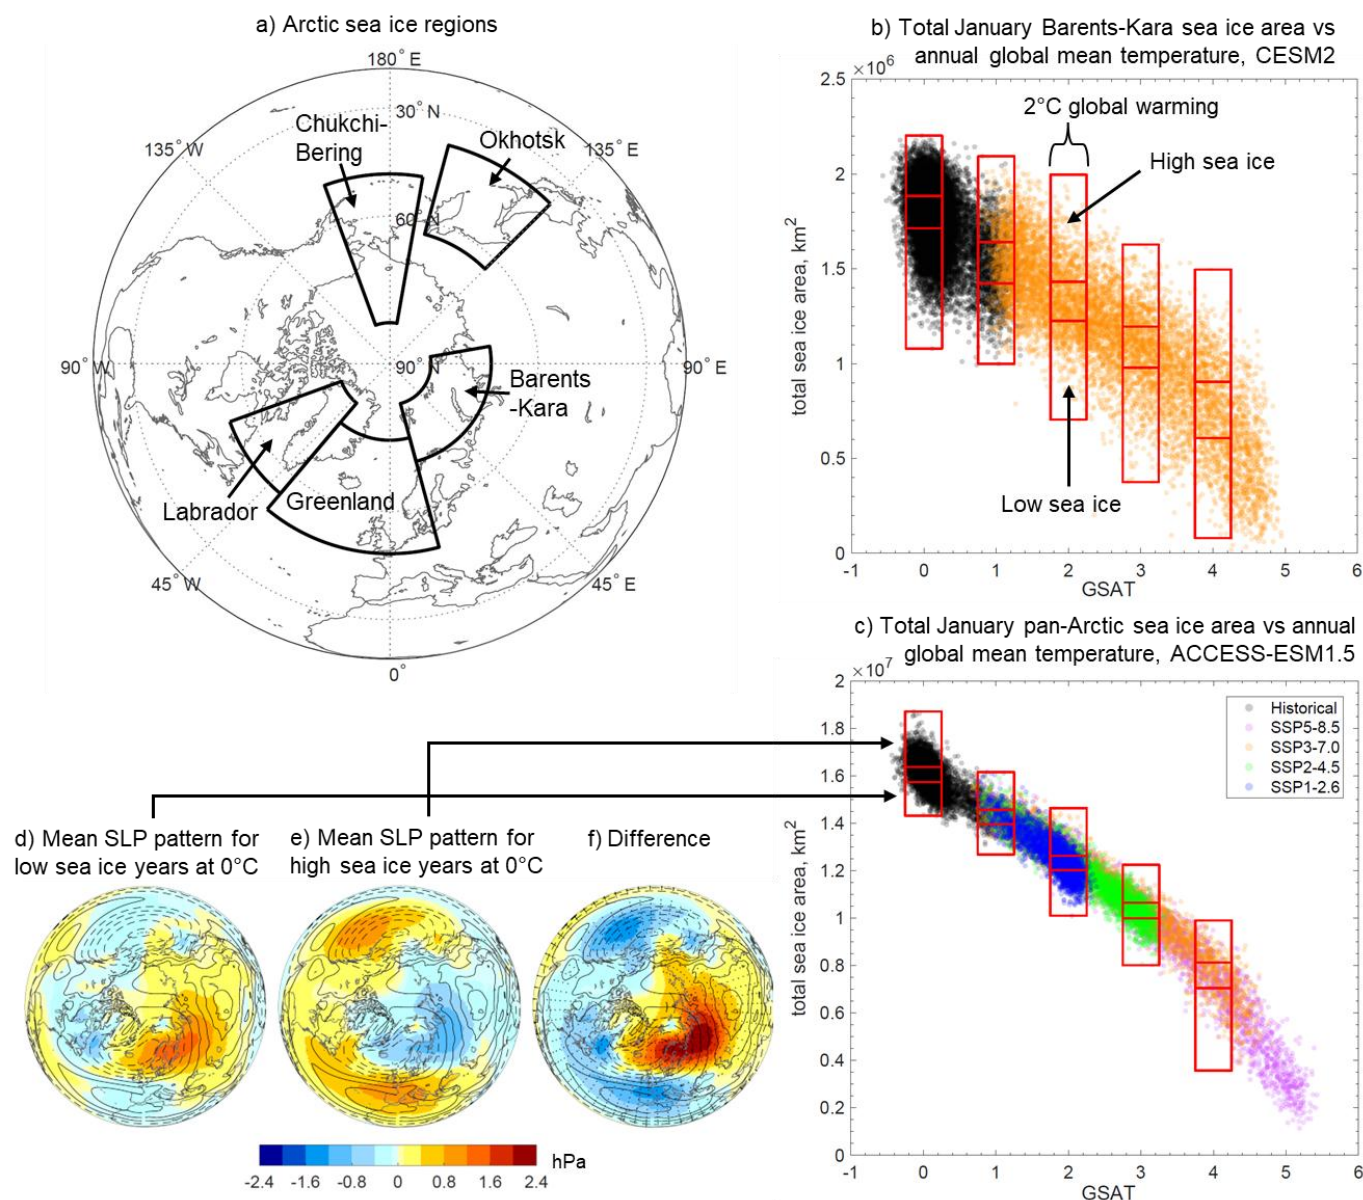 a) Arctic sea ice regions
180° E
30° N
135° W
135° E
Chukchi-
Bering
Okhotsk
60° N
90° W
90° N
90° E
Barents
-Kara
Labrador
Greenland
45° W
45° E
0°
b) Total January Barents-Kara sea ice area vs
annual global mean temperature, CESM2
×10⁶
2.5
2
1.5
1
0.5
0
total sea ice area, km²
2°C global warming
High sea ice
Low sea ice
-1 0 1 2 3 4 5 6
GSAT
c) Total January pan-Arctic sea ice area vs annual
global mean temperature, ACCESS-ESM1.5
×10⁷
2
1.8
1.6
1.4
1.2
1
0.8
0.6
0.4
0.2
0
total sea ice area, km²
Historical
SSP5-8.5
SSP3-7.0
SSP2-4.5
SSP1-2.6
-1 0 1 2 3 4 5 6
GSAT
d) Mean SLP pattern for
low sea ice years at 0°C
e) Mean SLP pattern for
high sea ice years at 0°C
f) Difference
-2.4 -1.6 -0.8 0 0.8 1.6 2.4
hPa